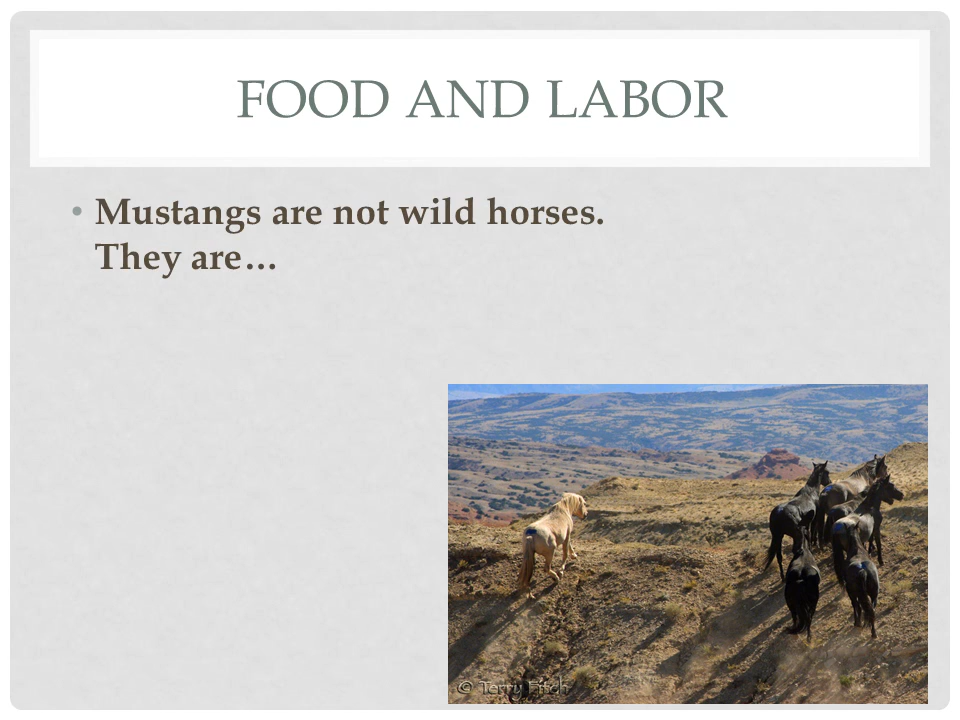 FOOD AND LABOR
• Mustangs are not wild horses.
They are…
© Terry Fitch